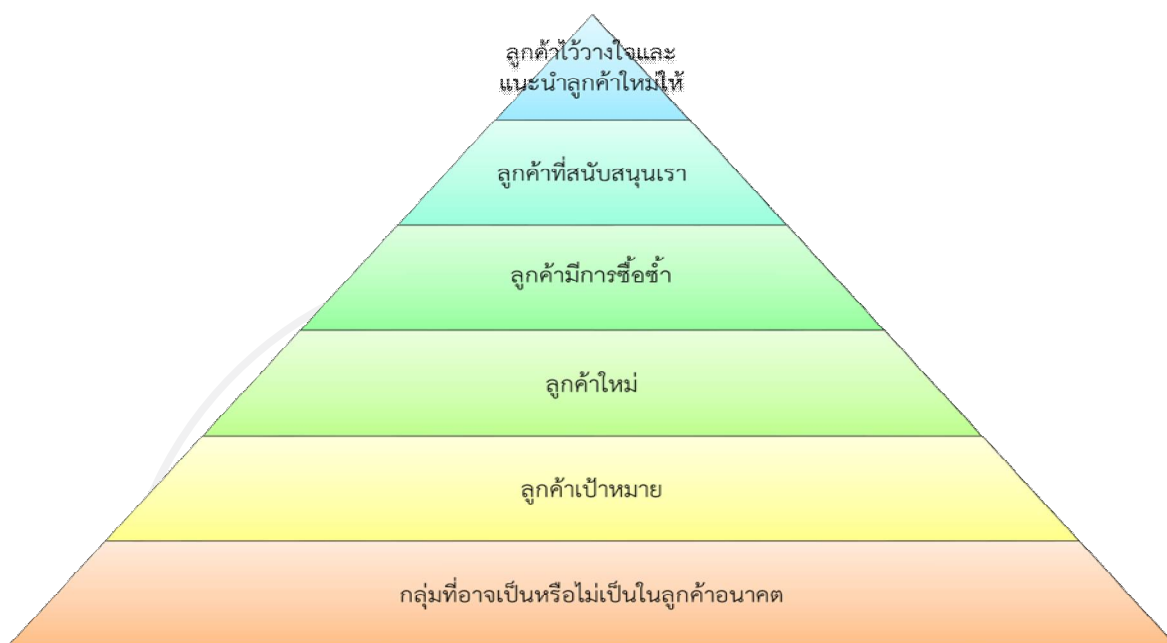 ลูกค้าไว้วางใจและ
แนะนำลูกค้าใหม่ให้
ลูกค้าที่สนับสนุนเรา
ลูกค้ามีการซื้อซ้ำ
ลูกค้าใหม่
ลูกค้าเป้าหมาย
กลุ่มที่อาจเป็นหรือไม่เป็นในลูกค้าอนาคต